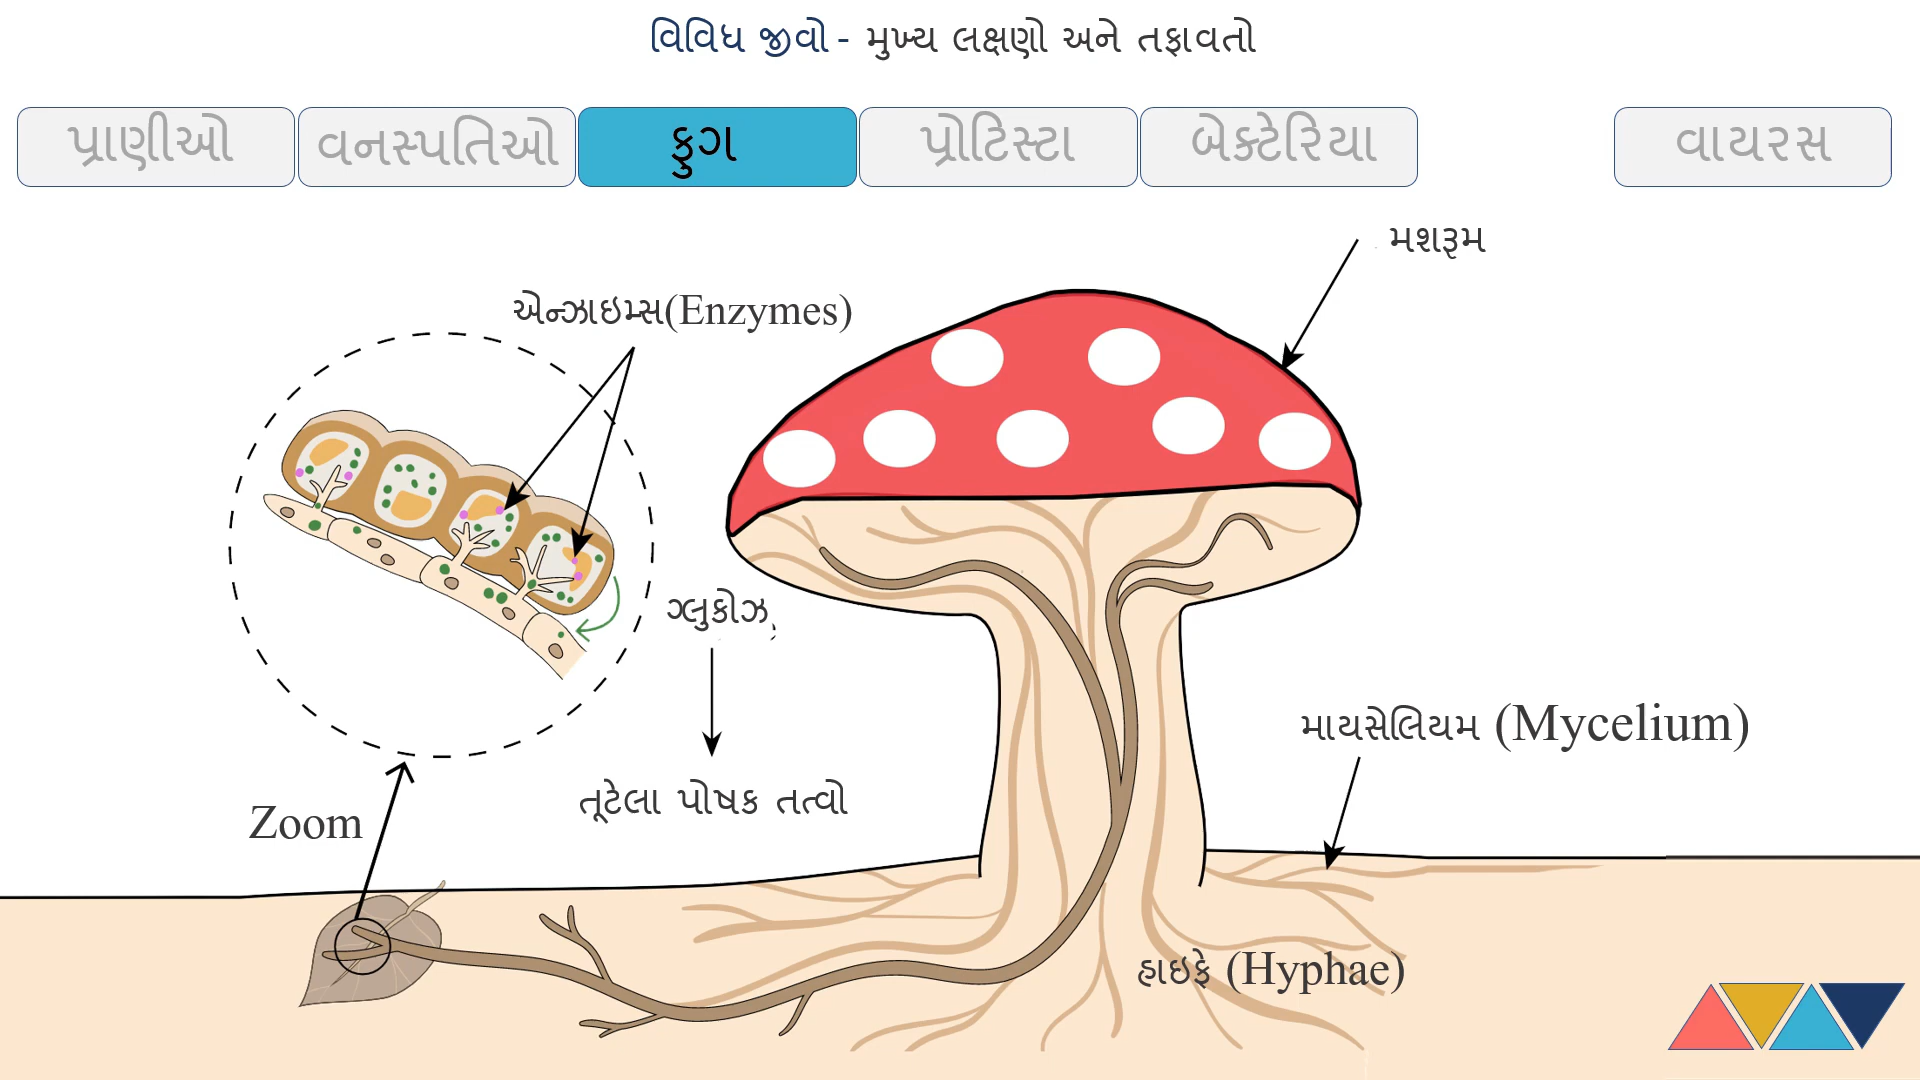 વિવિધ જીવો - મુખ્ય લક્ષણો અને તફાવતો
પ્રાણીઓ
વનસ્પતિઓ
ફુગ
પ્રોટિસ્ટા
બેક્ટેરિયા
વાયરસ
મશરૂમ
એન્ઝાઇમ્સ(Enzymes)
ગ્લુકોઝ,
માયસેલિયમ (Mycelium)
તૂટેલા પોષક તત્વો
Zoom
હાઇફે (Hyphae)